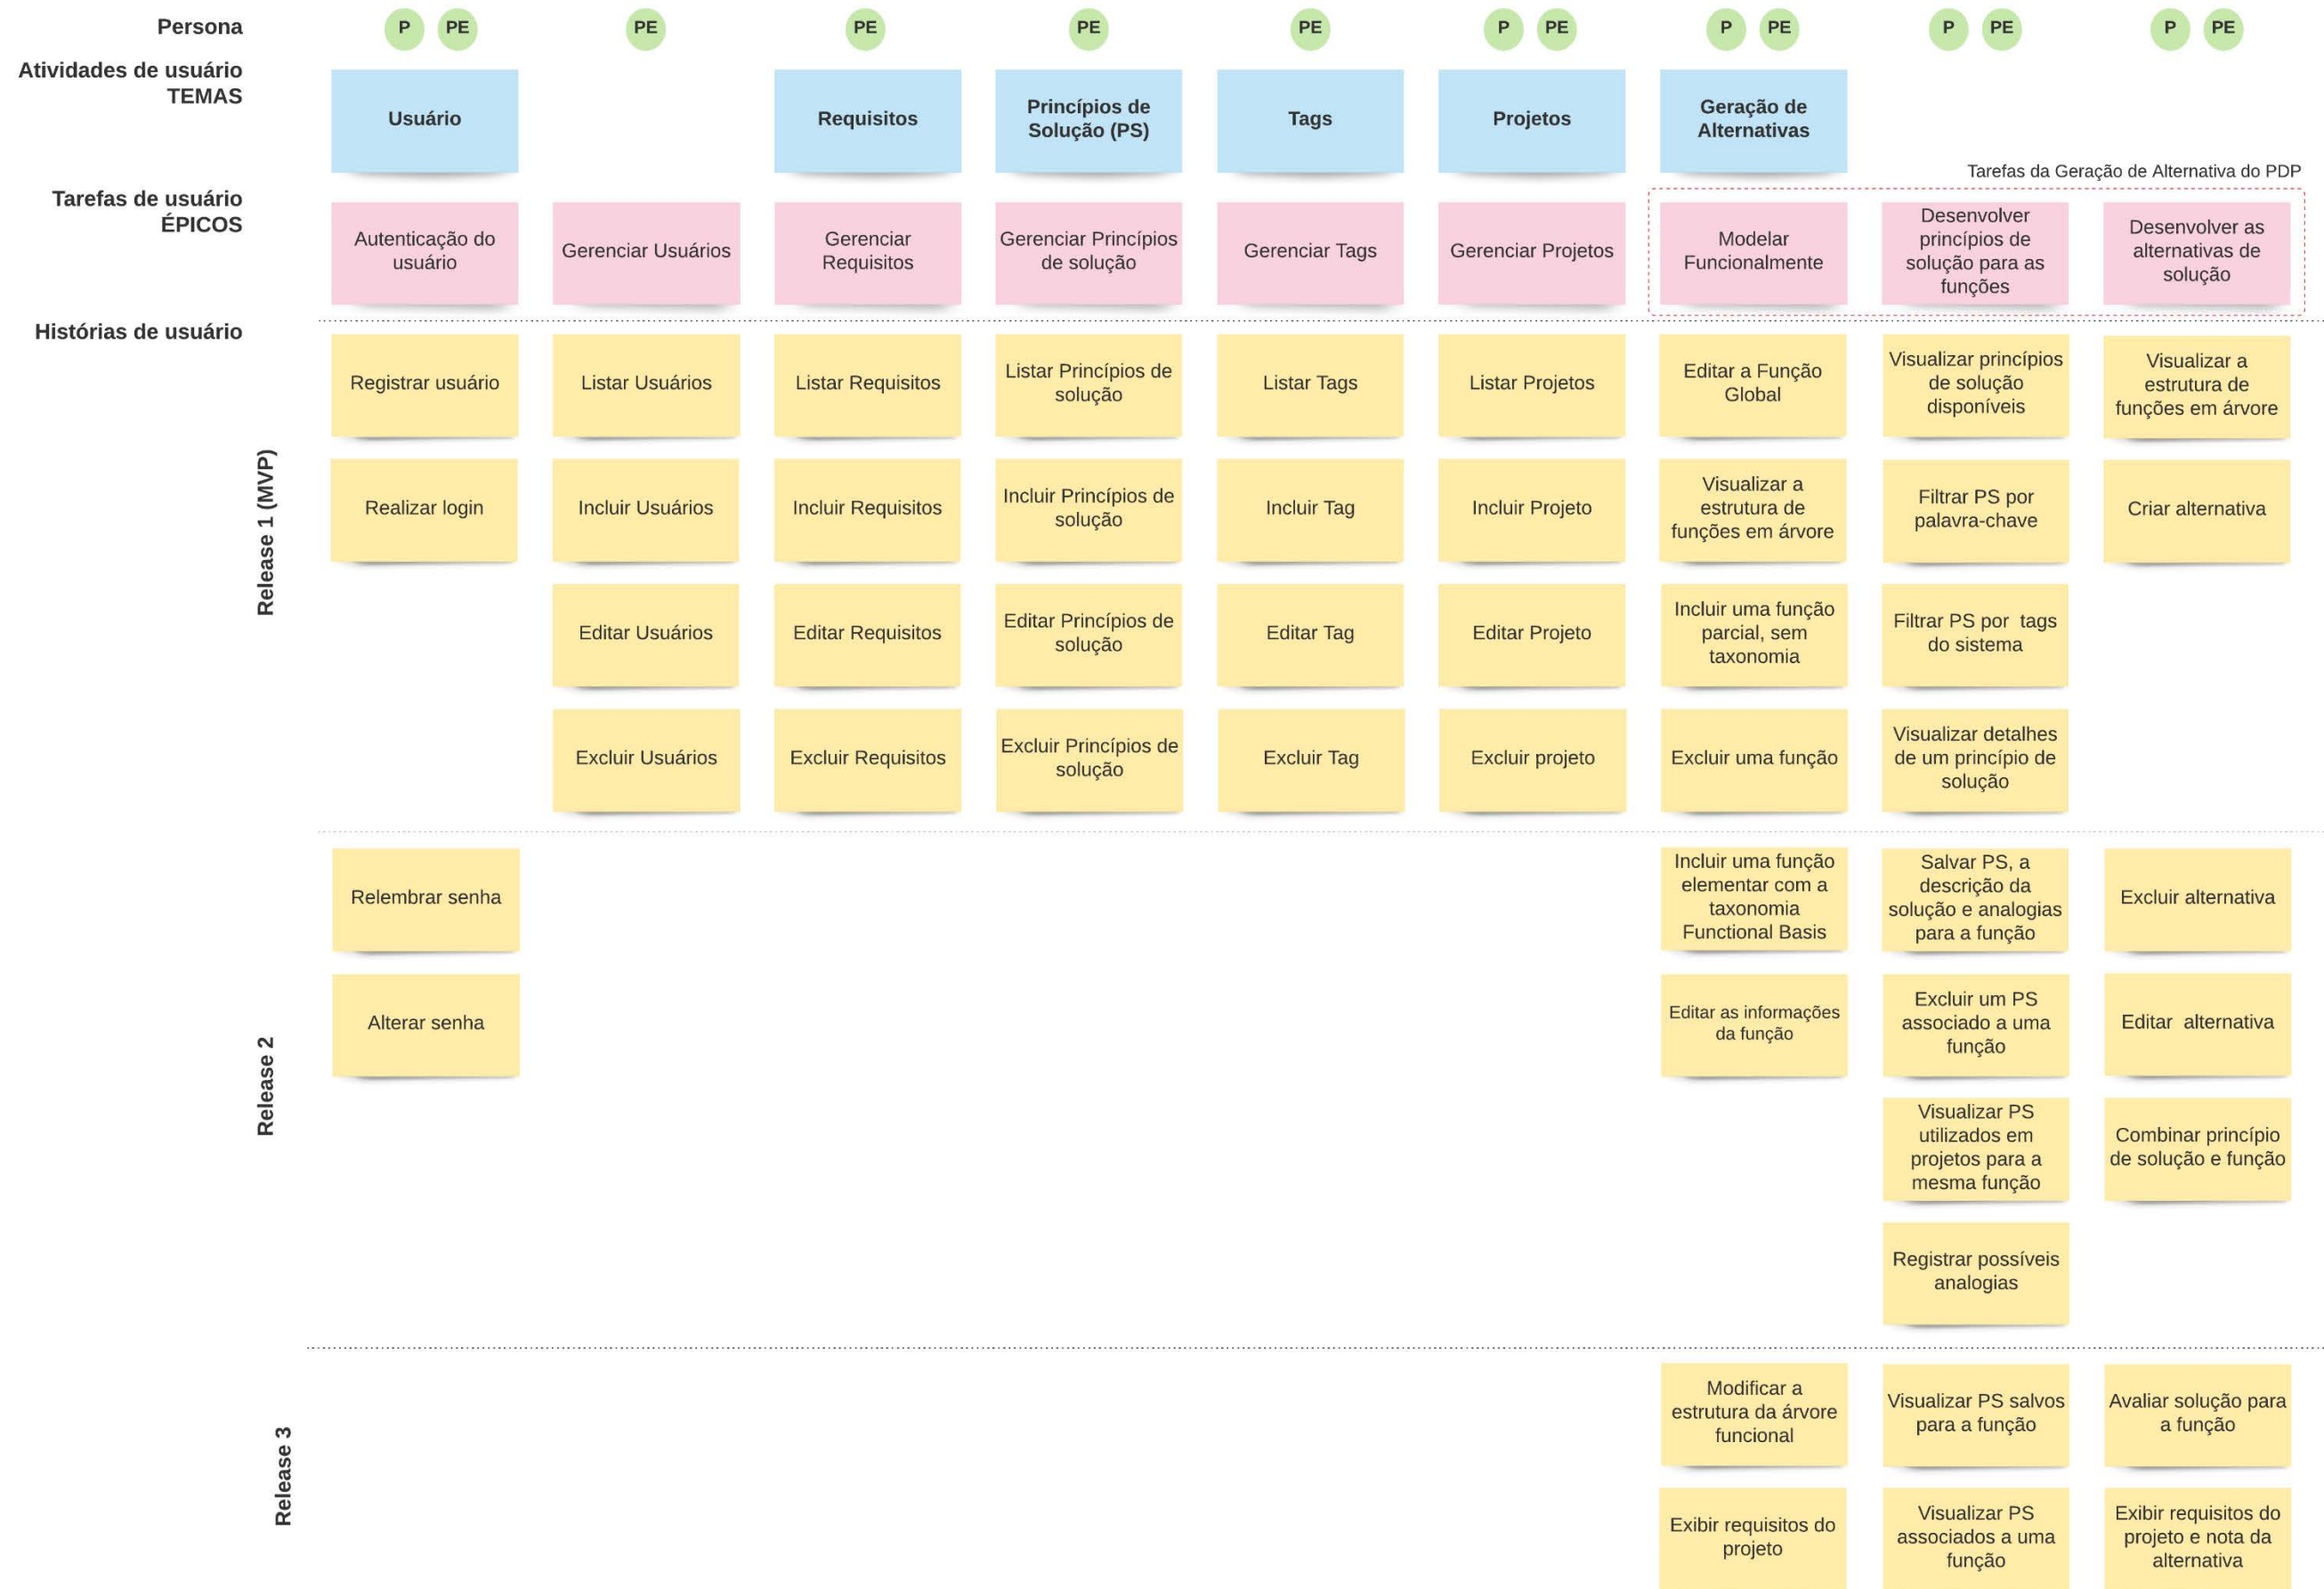 Persona
P PE PE PE PE PE P PE P PE P PE P PE
Atividades de usuário
TEMAS
Usuário
Requisitos
Princípios de
Solução (PS)
Tags
Projetos
Geração de
Alternativas
Tarefas da Geração de Alternativa do PDP
Tarefas de usuário
ÉPICOS
Autenticação do
usuário
Gerenciar Usuários
Gerenciar
Requisitos
Gerenciar Princípios
de solução
Gerenciar Tags
Gerenciar Projetos
Modelar
Funcionalmente
Desenvolver
princípios de
solução para as
funções
Desenvolver as
alternativas de
solução
Histórias de usuário
Release 1 (MVP)
Registrar usuário
Listar Usuários
Listar Requisitos
Listar Princípios de
solução
Listar Tags
Listar Projetos
Editar a Função
Global
Visualizar princípios
de solução
disponíveis
Visualizar a
estrutura de
funções em árvore
Realizar login
Incluir Usuários
Incluir Requisitos
Incluir Princípios de
solução
Incluir Tag
Incluir Projeto
Visualizar a
estrutura de
funções em árvore
Filtrar PS por
palavra-chave
Criar alternativa
Editar Usuários
Editar Requisitos
Editar Princípios de
solução
Editar Tag
Editar Projeto
Incluir uma função
parcial, sem
taxonomia
Filtrar PS por tags
do sistema
Excluir Usuários
Excluir Requisitos
Excluir Princípios de
solução
Excluir Tag
Excluir projeto
Excluir uma função
Visualizar detalhes
de um princípio de
solução
Release 2
Relembrar senha
Incluir uma função
elementar com a
taxonomia
Functional Basis
Salvar PS, a
descrição da
solução e analogias
para a função
Excluir alternativa
Alterar senha
Editar as informações
da função
Excluir um PS
associado a uma
função
Editar alternativa
Visualizar PS
utilizados em
projetos para a
mesma função
Combinar princípio
de solução e função
Registrar possíveis
analogias
Release 3
Modificar a
estrutura da árvore
funcional
Visualizar PS salvos
para a função
Avaliar solução para
a função
Exibir requisitos do
projeto
Visualizar PS
associados a uma
função
Exibir requisitos do
projeto e nota da
alternativa